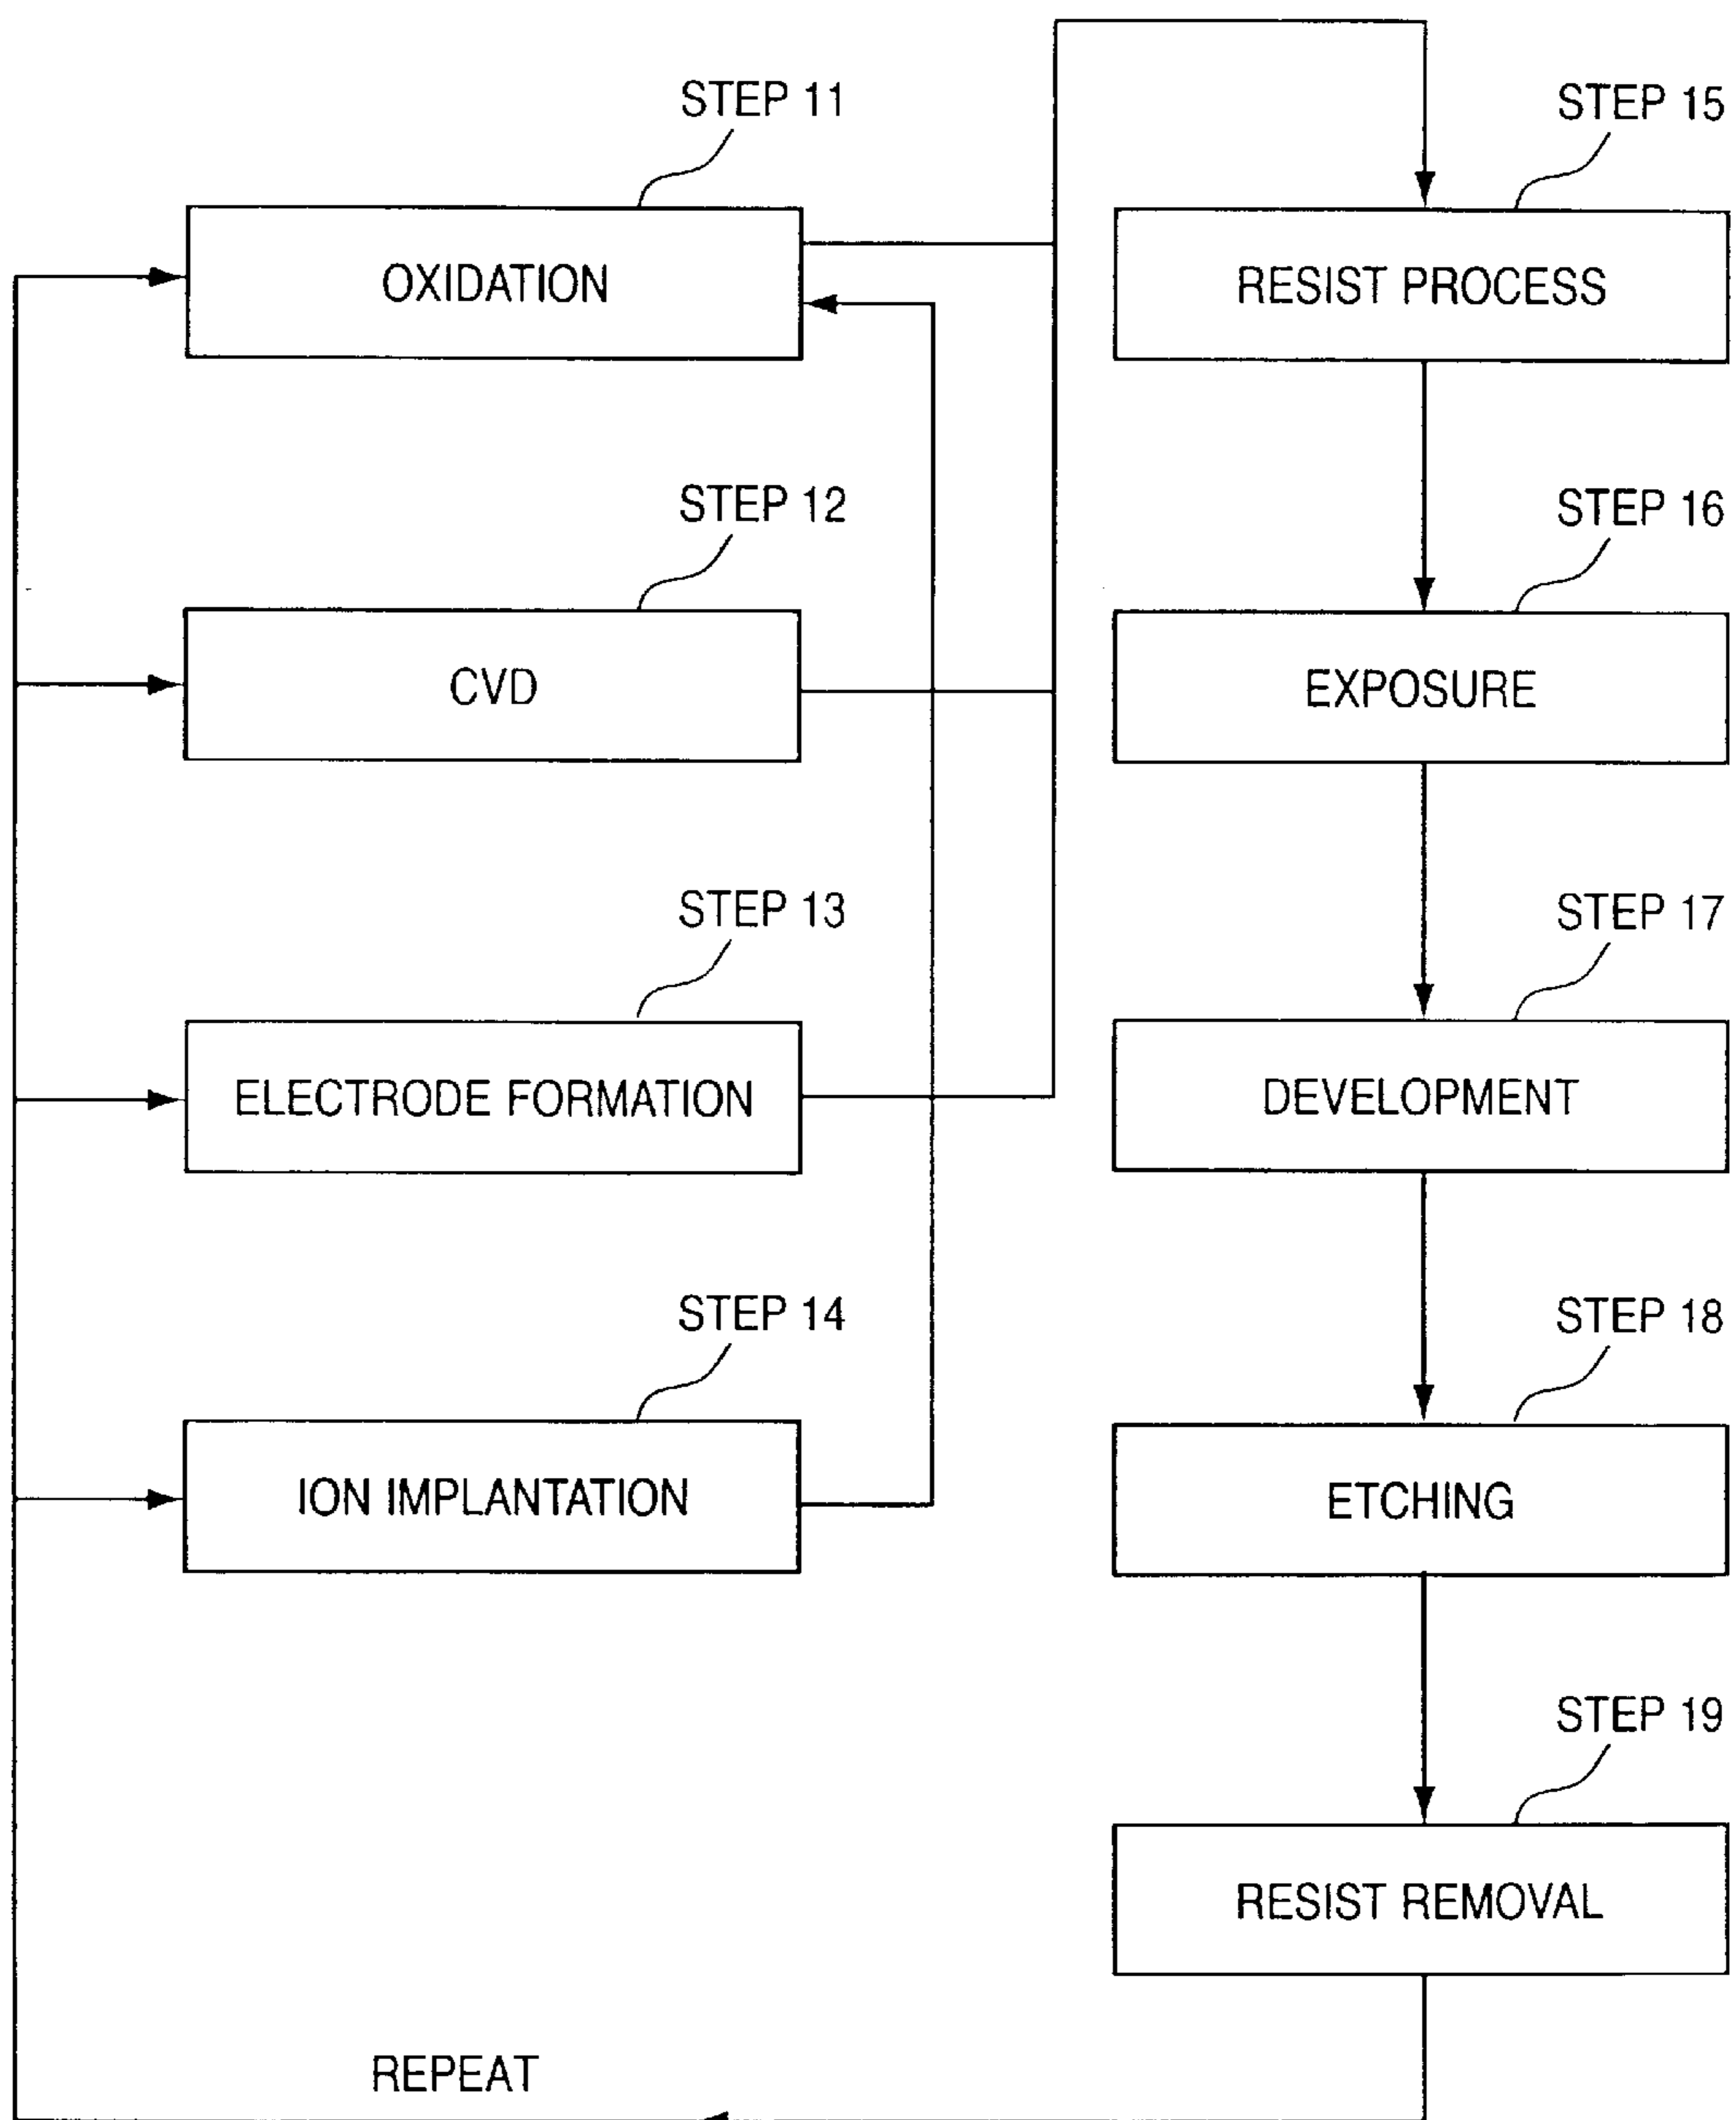 STEP 11
OXIDATION
STEP 12
CVD
STEP 13
ELECTRODE FORMATION
STEP 14
ION IMPLANTATION
STEP 15
RESIST PROCESS
STEP 16
EXPOSURE
STEP 17
DEVELOPMENT
STEP 18
ETCHING
STEP 19
RESIST REMOVAL
REPEAT